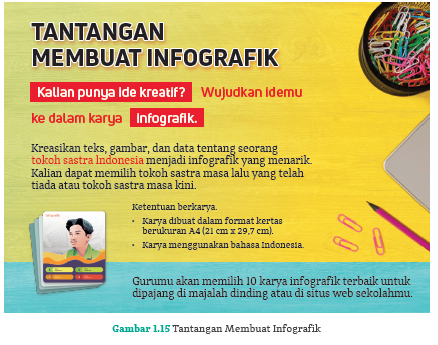 TANTANGAN
MEMBUAT INFOGRAFIK
Kalian punya ide kreatif? Wujudkan idemu
ke dalam karya infografik.
Kreasikan teks, gambar, dan data tentang seorang
tokoh sastra Indonesia menjadi infografik yang menarik.
Kalian dapat memilih tokoh sastra masa lalu yang telah
tiada atau tokoh sastra masa kini.
Ketentuan berkarya.
• Karya dibuat dalam format kertas
berukuran A4 (21 cm x 29,7 cm).
• Karya menggunakan bahasa Indonesia.
Gurumu akan memilih 10 karya infografik terbaik untuk
dipajang di majalah dinding atau di situs web sekolahmu.
Gambar 1.15 Tantangan Membuat Infografik